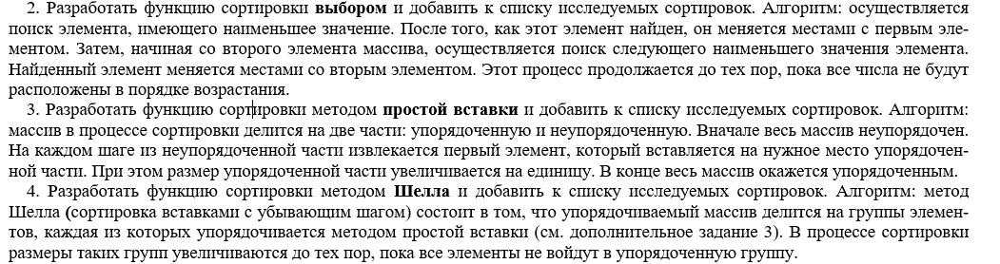 2. Разработать функцию сортировки выбором и добавить к списку исследуемых сортировок. Алгоритм: осуществляется
поиск элемента, имеющего наименьшее значение. После того, как этот элемент найден, он меняется местами с первым эле-
ментом. Затем, начиная со второго элемента массива, осуществляется поиск следующего наименьшего значения элемента.
Найденный элемент меняется местами со вторым элементом. Этот процесс продолжается до тех пор, пока все числа не будут
расположены в порядке возрастания.
3. Разработать функцию сортировки методом простой вставки и добавить к списку исследуемых сортировок. Алгоритм:
массив в процессе сортировки делится на две части: упорядоченную и неупорядоченную. Вначале весь массив неупорядочен.
На каждом шаге из неупорядоченной части извлекается первый элемент, который вставляется на нужное место упорядочен-
ной части. При этом размер упорядоченной части увеличивается на единицу. В конце весь массив окажется упорядоченным.
4. Разработать функцию сортировки методом Шелла и добавить к списку исследуемых сортировок. Алгоритм: метод
Шелла (сортировка вставками с убывающим шагом) состоит в том, что упорядочиваемый массив делится на группы элемен-
тов, каждая из которых упорядочивается методом простой вставки (см. дополнительное задание 3). В процессе сортировки
размеры таких групп увеличиваются до тех пор, пока все элементы не войдут в упорядоченную группу.